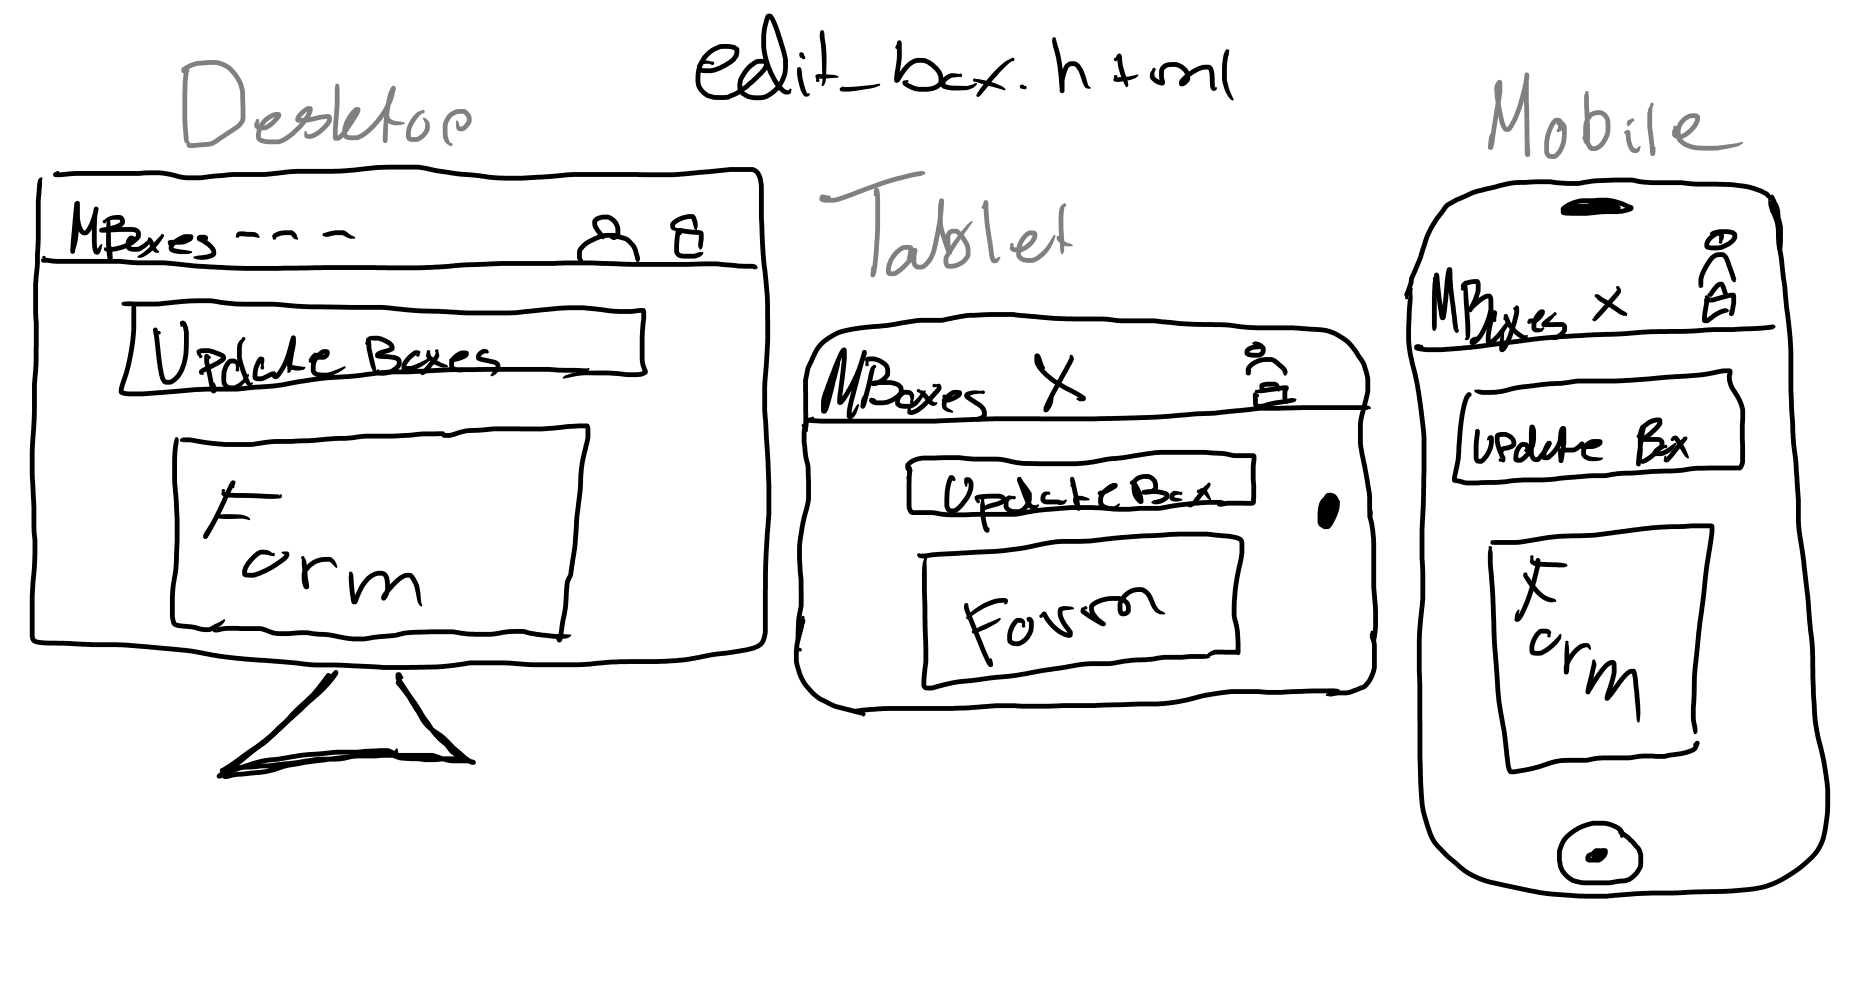 edit_box.html
Desktop
MBoxes - - -
Update Boxes
Form
Tablet
MBoxes X
Update Box
Form
Mobile
MBoxes x
Update Box
Form